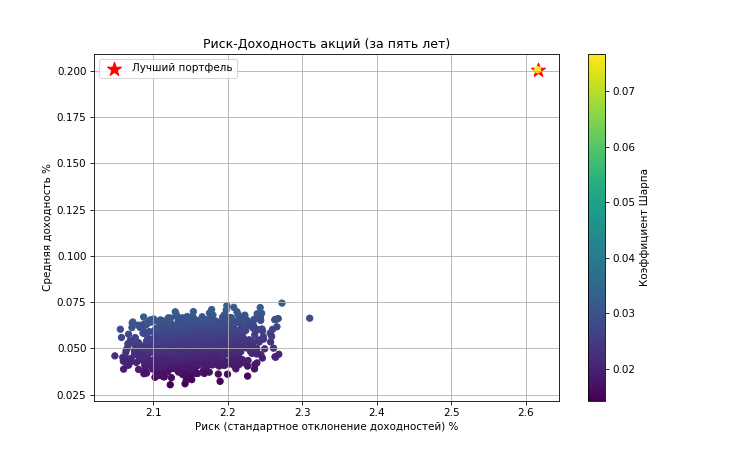 Риск-Доходность акций (за пять лет)
Лучший портфель
Средняя доходность %
0.200
0.175
0.150
0.125
0.100
0.075
0.050
0.025
2.1 2.2 2.3 2.4 2.5 2.6
Риск (стандартное отклонение доходностей) %
0.07
0.06
0.05
0.04
0.03
0.02
Коэффициент Шарпа